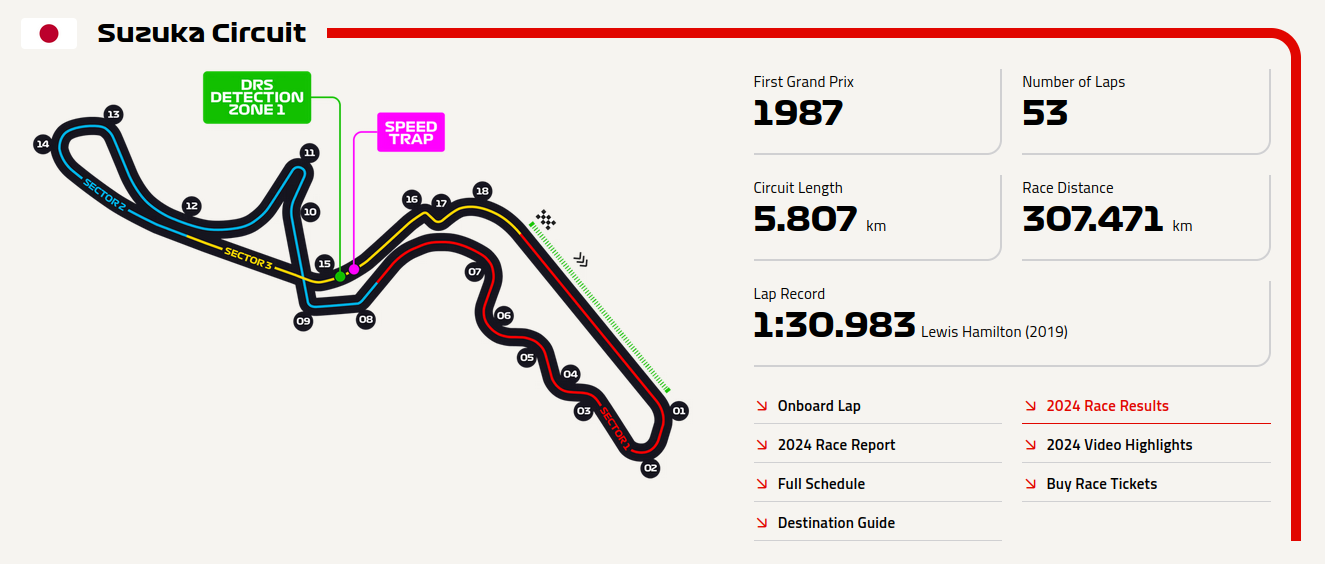 Suzuka Circuit
DRS
DETECTION
ZONE 1
SPEED
TRAP
13
14
11
12
10
SECTOR 2
SECTOR 3
15
16
17
18
09
08
07
06
05
04
03
SECTOR 1
01
02
First Grand Prix
1987
Number of Laps
53
Circuit Length
5.807 km
Race Distance
307.471 km
Lap Record
1:30.983 Lewis Hamilton (2019)
Onboard Lap
2024 Race Results
2024 Race Report
2024 Video Highlights
Full Schedule
Buy Race Tickets
Destination Guide